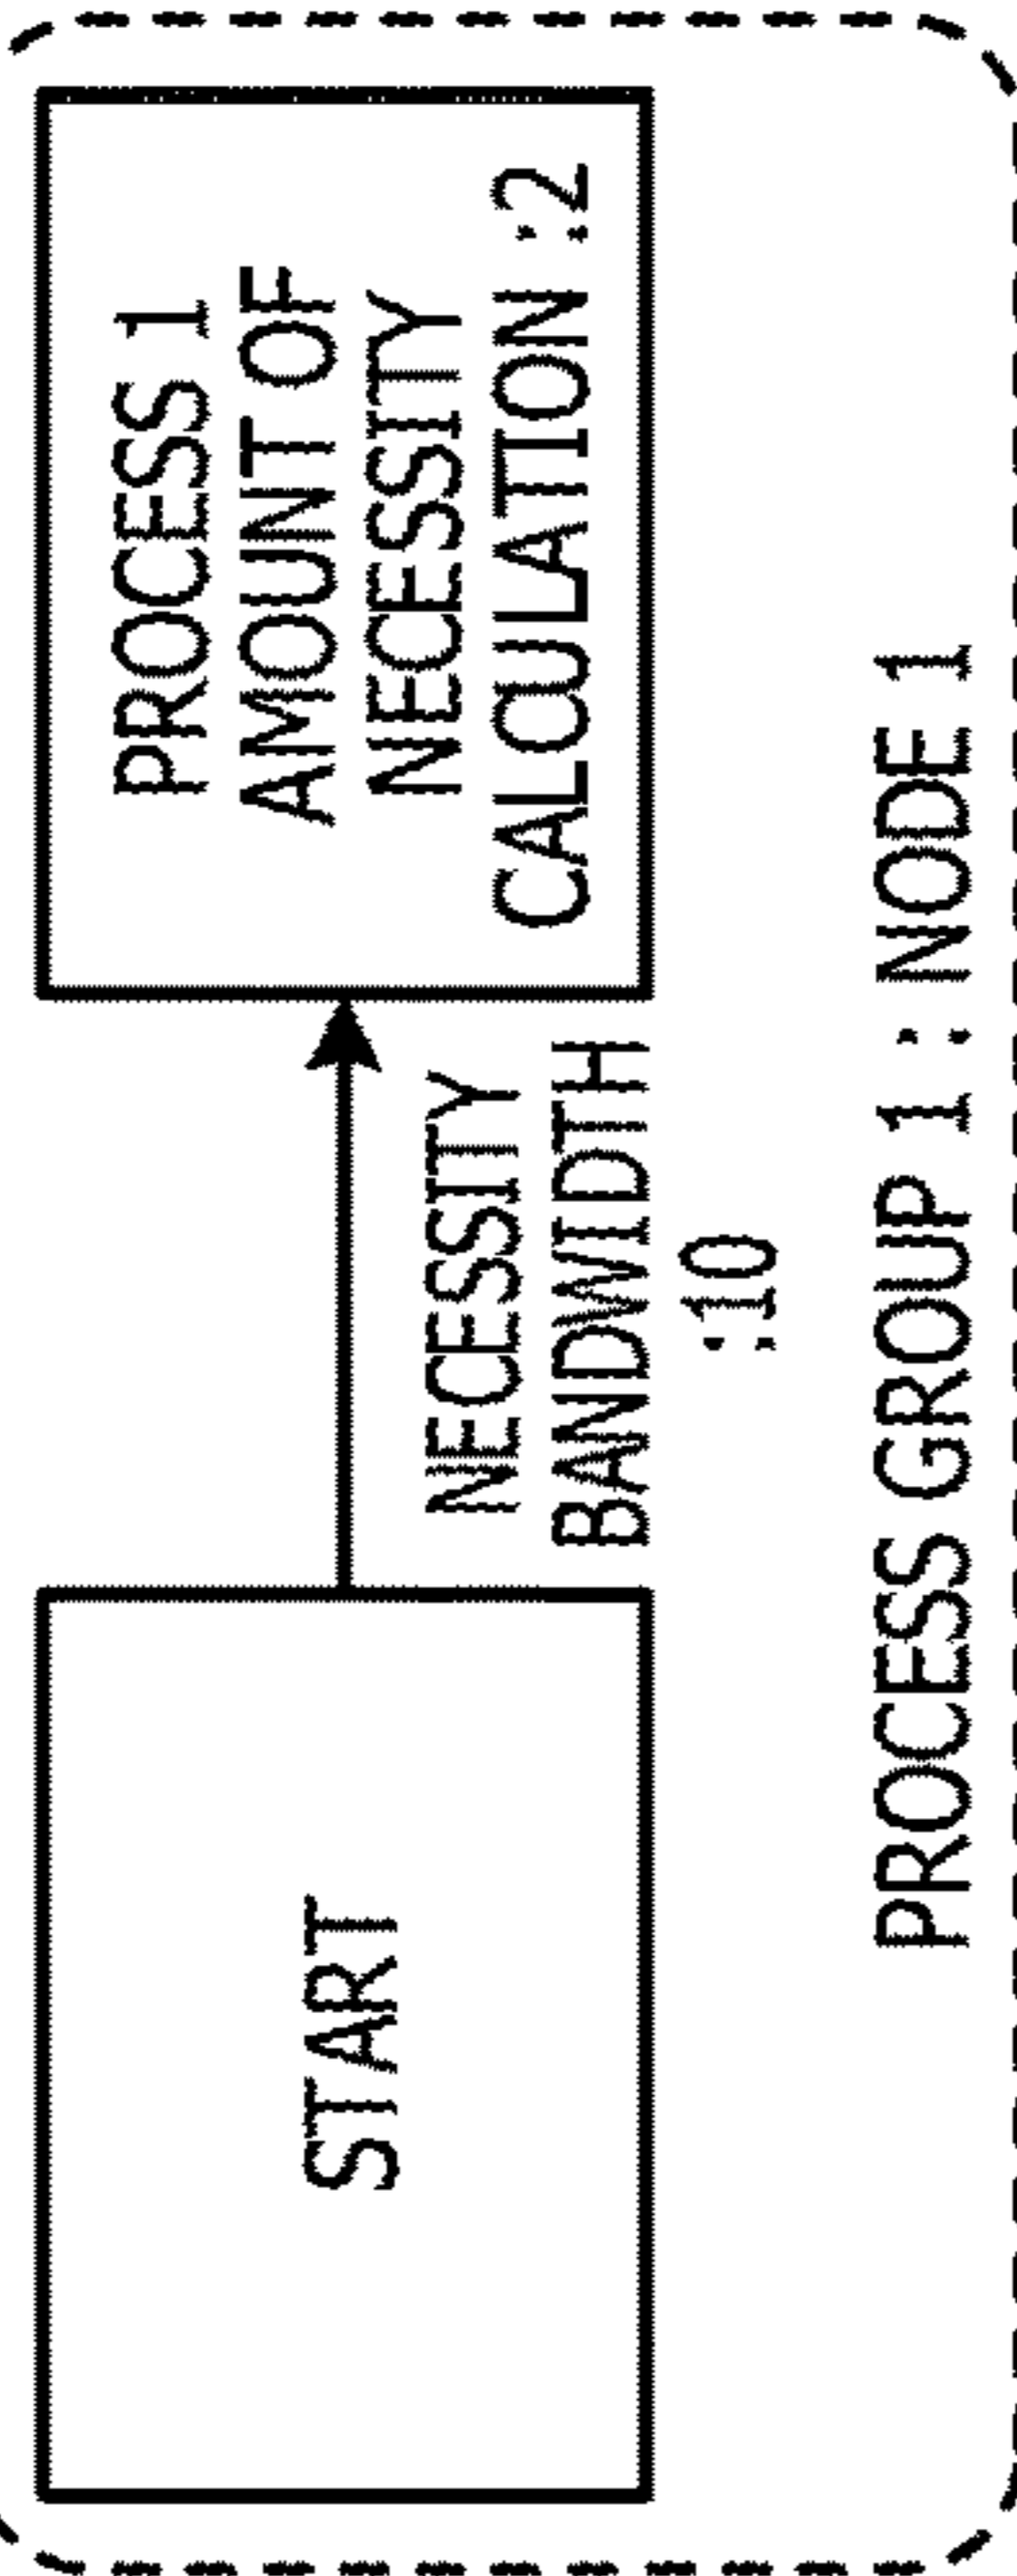 START
NECESSITY
BANDWIDTH
:10
PROCESS 1
AMOUNT OF
NECESSITY
CALCULATION :2
PROCESS GROUP 1 : NODE 1